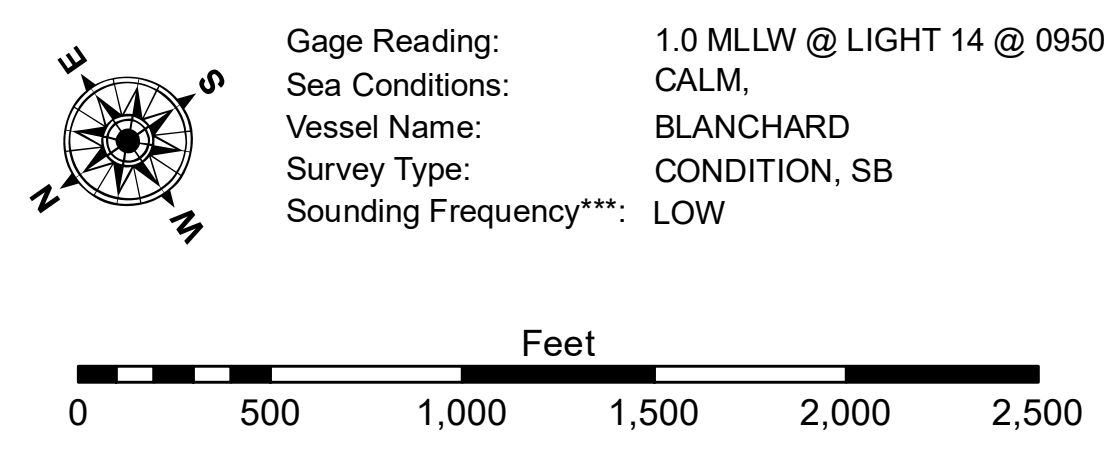 E
S
N
W
Gage Reading: 1.0 MLLW @ LIGHT 14 @ 0950
Sea Conditions: CALM,
Vessel Name: BLANCHARD
Survey Type: CONDITION, SB
Sounding Frequency***: LOW
Feet
0 500 1,000 1,500 2,000 2,500